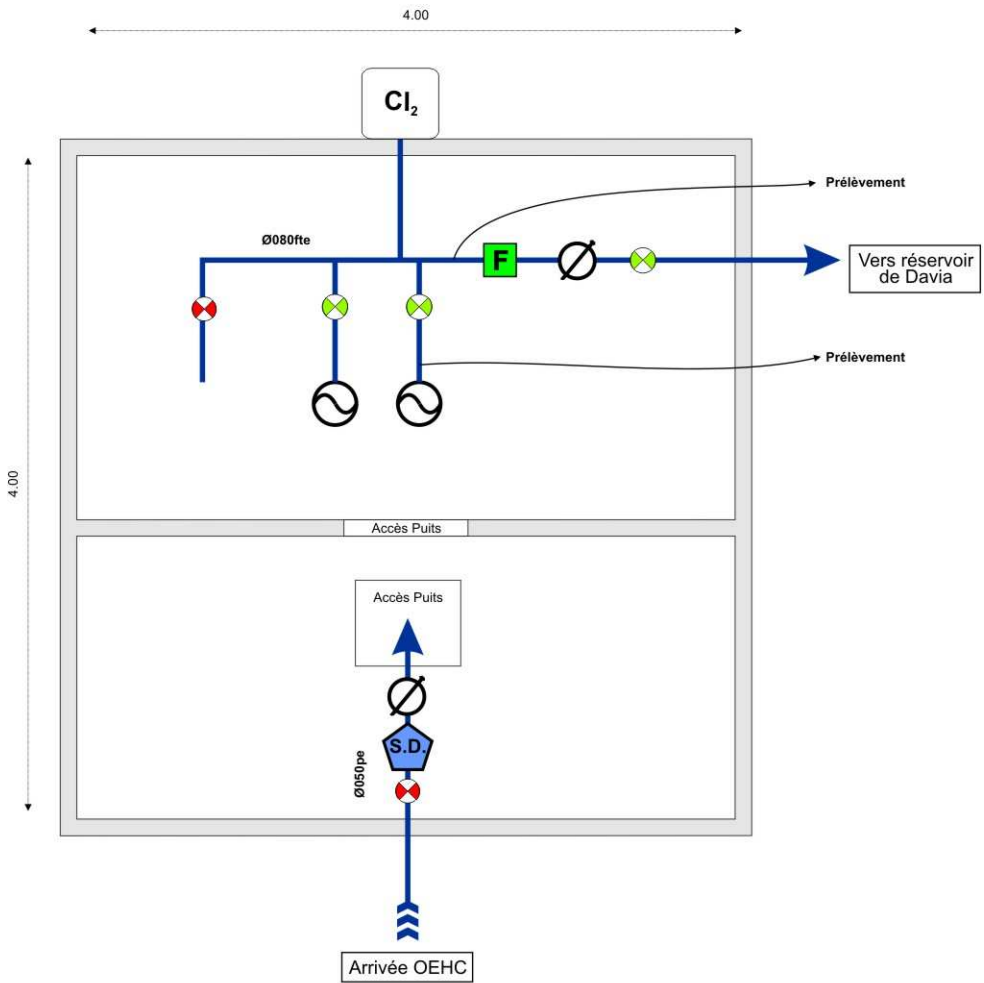 4.00
Cl₂
Prélèvement
Ø080fte
F
Vers réservoir
de Davia
Prélèvement
4.00
Accès Puits
Accès Puits
S.D.
Ø050pe
Arrivée OEHC